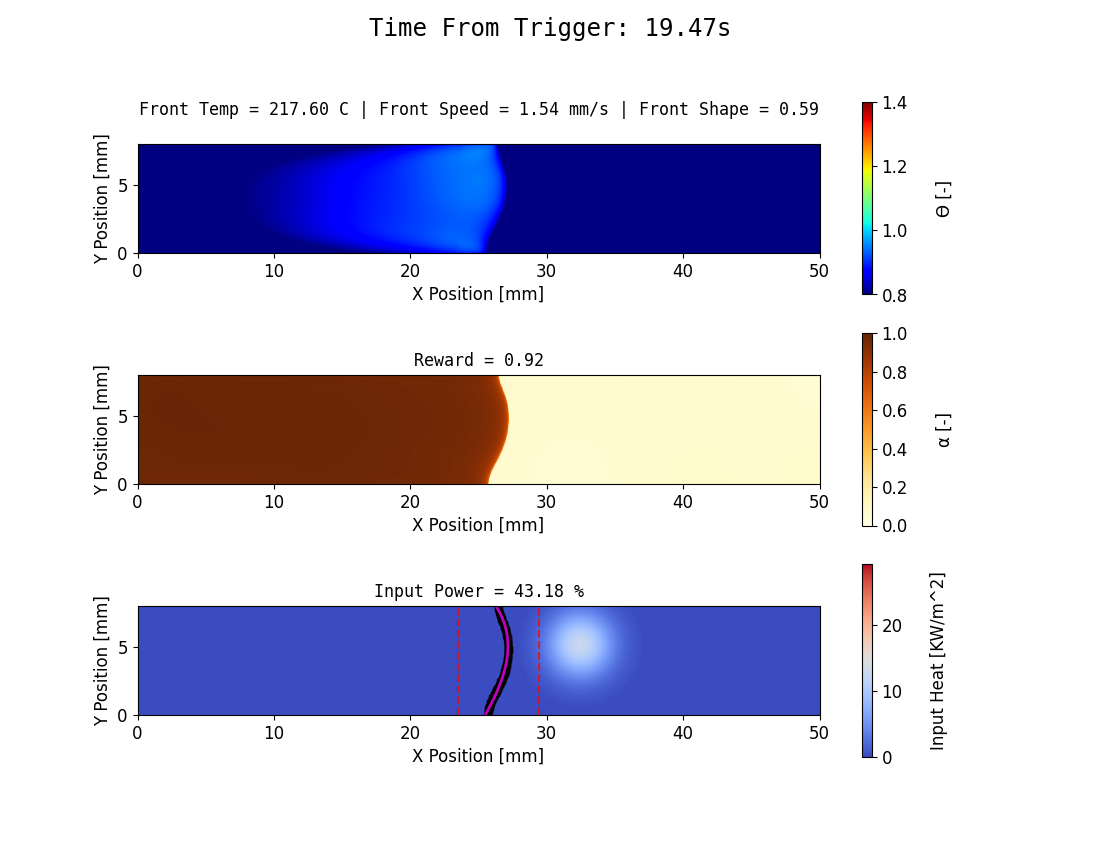 Time From Trigger: 19.47s
Front Temp = 217.60 C | Front Speed = 1.54 mm/s | Front Shape = 0.59
Y Position [mm]
5
0
0 10 20 30 40 50
X Position [mm]
1.4
1.2
1.0
0.8
Θ [-]
Reward = 0.92
Y Position [mm]
5
0
0 10 20 30 40 50
X Position [mm]
1.0
0.8
0.6
0.4
0.2
0.0
α [-]
Input Power = 43.18 %
Y Position [mm]
5
0
0 10 20 30 40 50
X Position [mm]
20
10
0
Input Heat [KW/m^2]